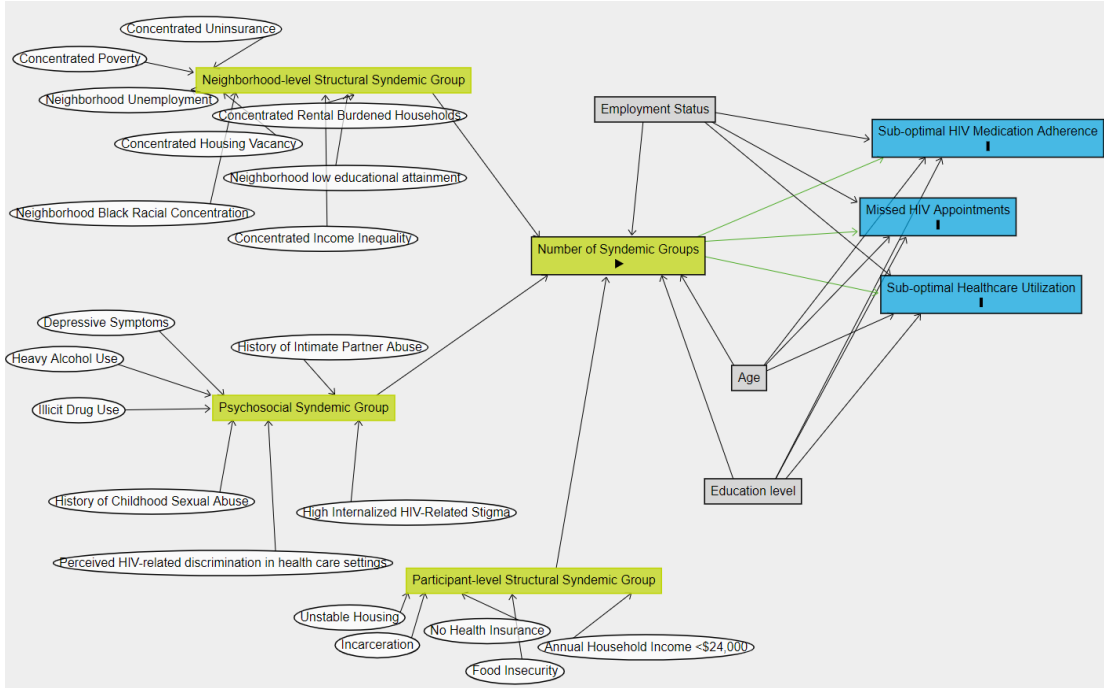 Concentrated Uninsurance
Concentrated Poverty
Neighborhood-level Structural Syndemic Group
Neighborhood Unemployment
Concentrated Rental Burdened Households
Concentrated Housing Vacancy
Neighborhood low educational attainment
Neighborhood Black Racial Concentration
Concentrated Income Inequality
Employment Status
Sub-optimal HIV Medication Adherence
Missed HIV Appointments
Number of Syndemic Groups
Sub-optimal Healthcare Utilization
Depressive Symptoms
History of Intimate Partner Abuse
Heavy Alcohol Use
Illicit Drug Use
Psychosocial Syndemic Group
Age
Education level
History of Childhood Sexual Abuse
High Internalized HIV-Related Stigma
Perceived HIV-related discrimination in health care settings
Participant-level Structural Syndemic Group
Unstable Housing
No Health Insurance
Incarceration
Annual Household Income <$24,000
Food Insecurity